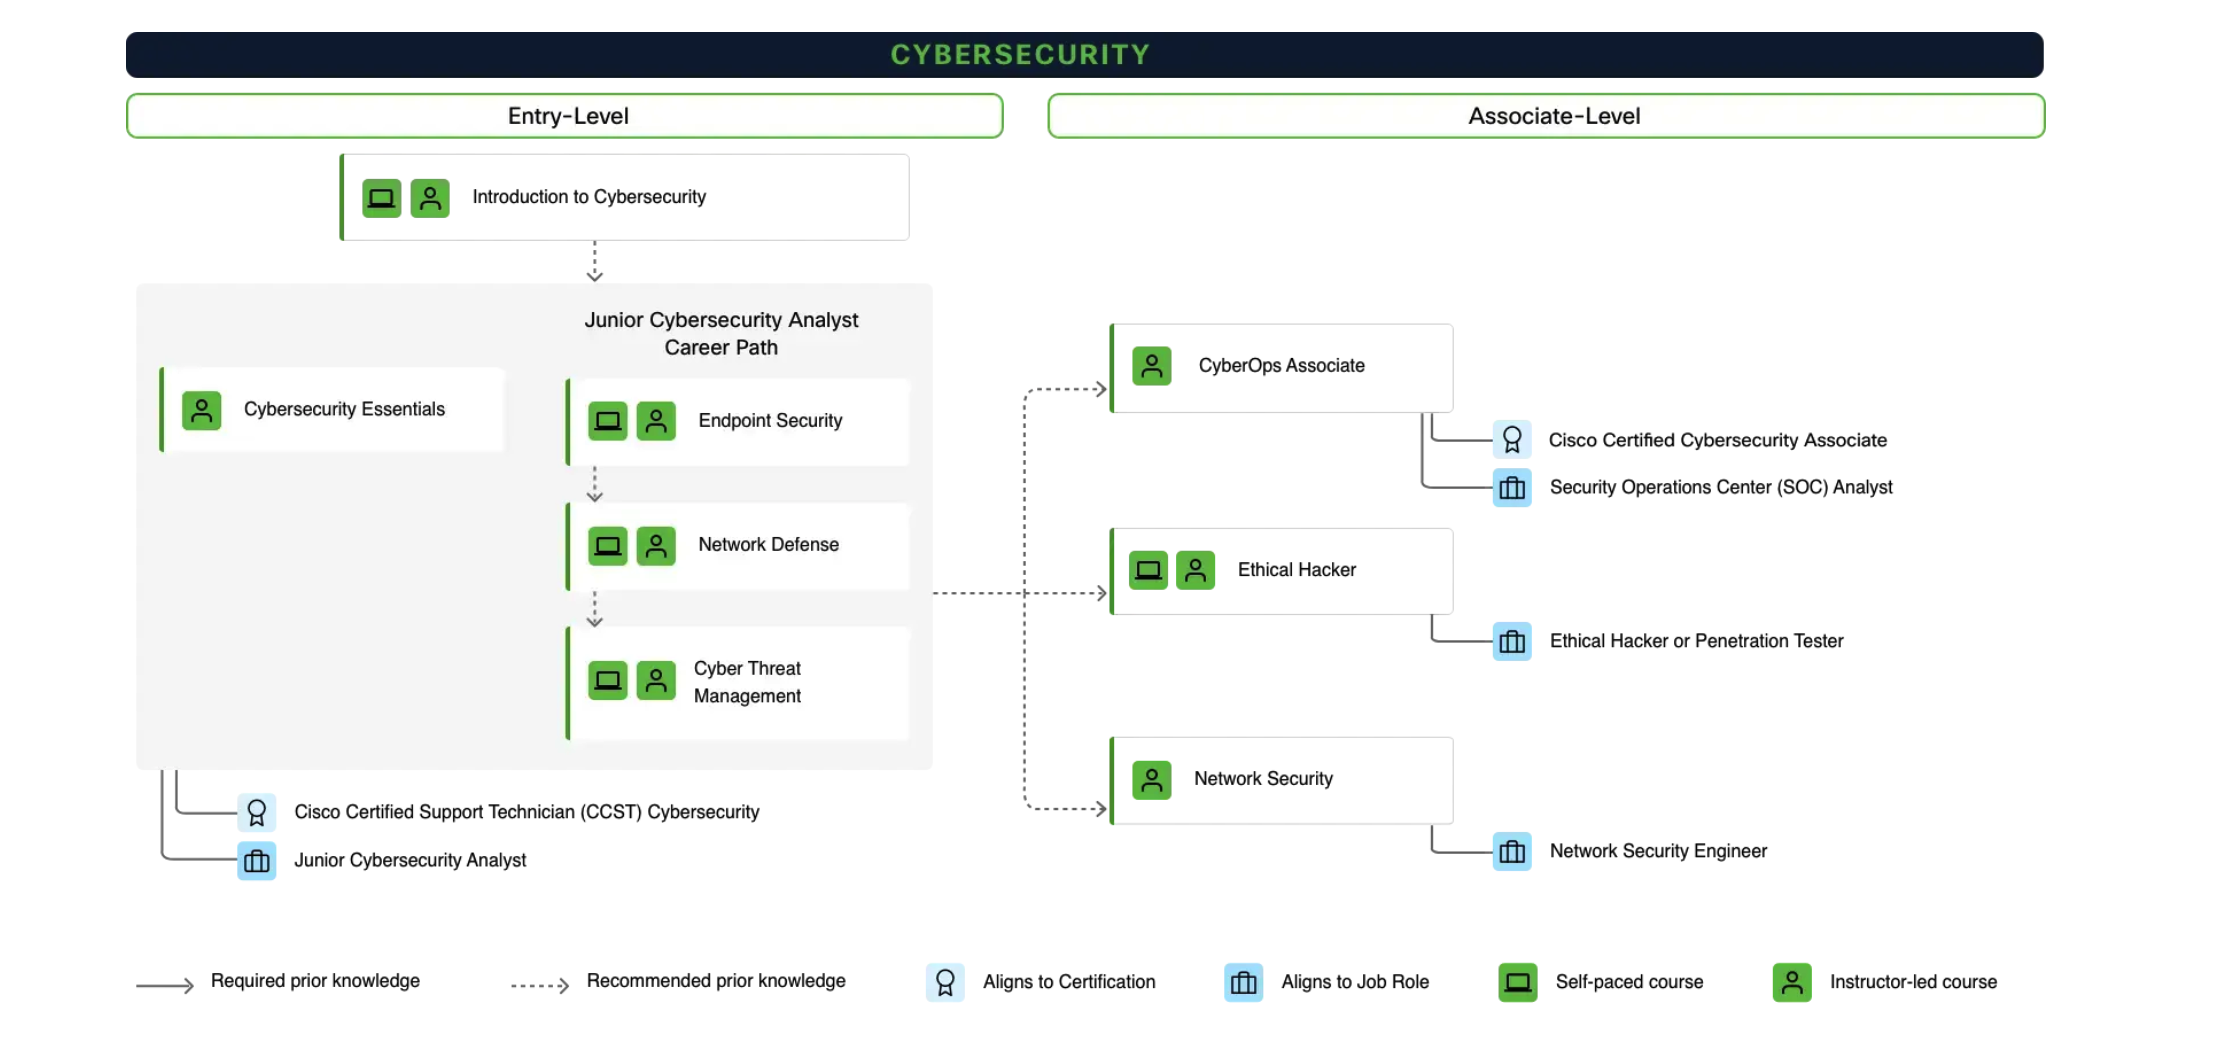 CYBERSECURITY
Entry-Level
Associate-Level
Introduction to Cybersecurity
Junior Cybersecurity Analyst
Career Path
Cybersecurity Essentials
Endpoint Security
Network Defense
Cyber Threat
Management
Cisco Certified Support Technician (CCST) Cybersecurity
Junior Cybersecurity Analyst
CyberOps Associate
Cisco Certified Cybersecurity Associate
Security Operations Center (SOC) Analyst
Ethical Hacker
Ethical Hacker or Penetration Tester
Network Security
Network Security Engineer
Required prior knowledge
Recommended prior knowledge
Aligns to Certification
Aligns to Job Role
Self-paced course
Instructor-led course